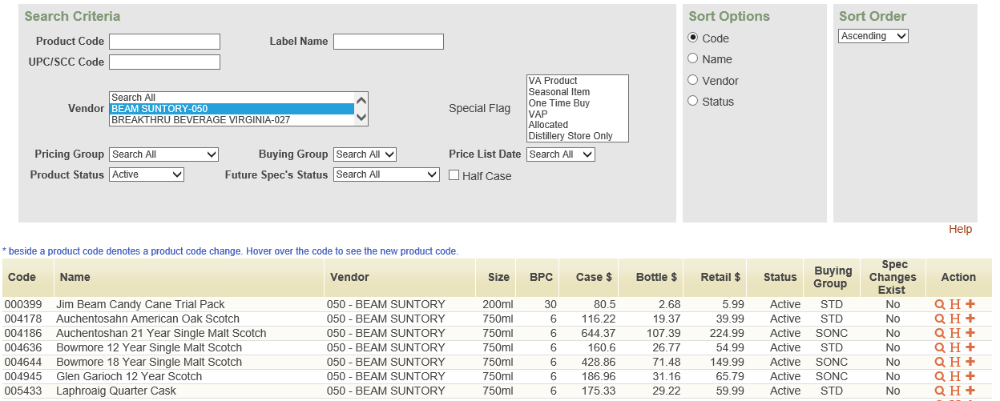 Search Criteria
Product Code
Label Name
UPC/SCC Code
Vendor
Search All
BEAM SUNTORY-050
BREAKTHRU BEVERAGE VIRGINIA-027
Special Flag
VA Product
Seasonal Item
One Time Buy
VAP
Allocated
Distillery Store Only
Pricing Group Search All Buying Group Search All Price List Date Search All
Product Status Active Future Spec's Status Search All Half Case
Sort Options
Code
Name
Vendor
Status
Sort Order
Ascending
Help
* beside a product code denotes a product code change. Hover over the code to see the new product code.
Code Name Vendor Size BPC Case $ Bottle $ Retail $ Status Buying Group Spec Changes Exist Action
000399 Jim Beam Candy Cane Trial Pack 050 - BEAM SUNTORY 200ml 30 80.5 2.68 5.99 Active STD No H
004178 Auchentosahn American Oak Scotch 050 - BEAM SUNTORY 750ml 6 116.22 19.37 39.99 Active STD No H
004186 Auchentoshan 21 Year Single Malt Scotch 050 - BEAM SUNTORY 750ml 6 644.37 107.39 224.99 Active SONC No H
004636 Bowmore 12 Year Single Malt Scotch 050 - BEAM SUNTORY 750ml 6 160.6 26.77 54.99 Active STD No H
004644 Bowmore 18 Year Single Malt Scotch 050 - BEAM SUNTORY 750ml 6 428.86 71.48 149.99 Active SONC No H
004945 Glen Garioch 12 Year Scotch 050 - BEAM SUNTORY 750ml 6 186.96 31.16 65.79 Active SONC No H
005433 Laphroaig Quarter Cask 050 - BEAM SUNTORY 750ml 6 175.33 29.22 59.99 Active STD No H